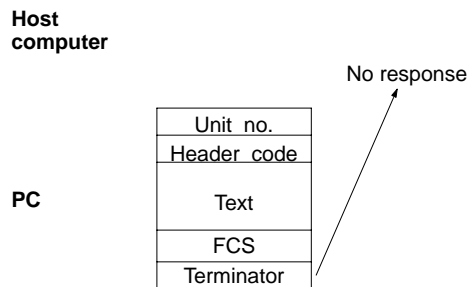 Host
computer
No response
Unit no.
Header code
PC
Text
FCS
Terminator